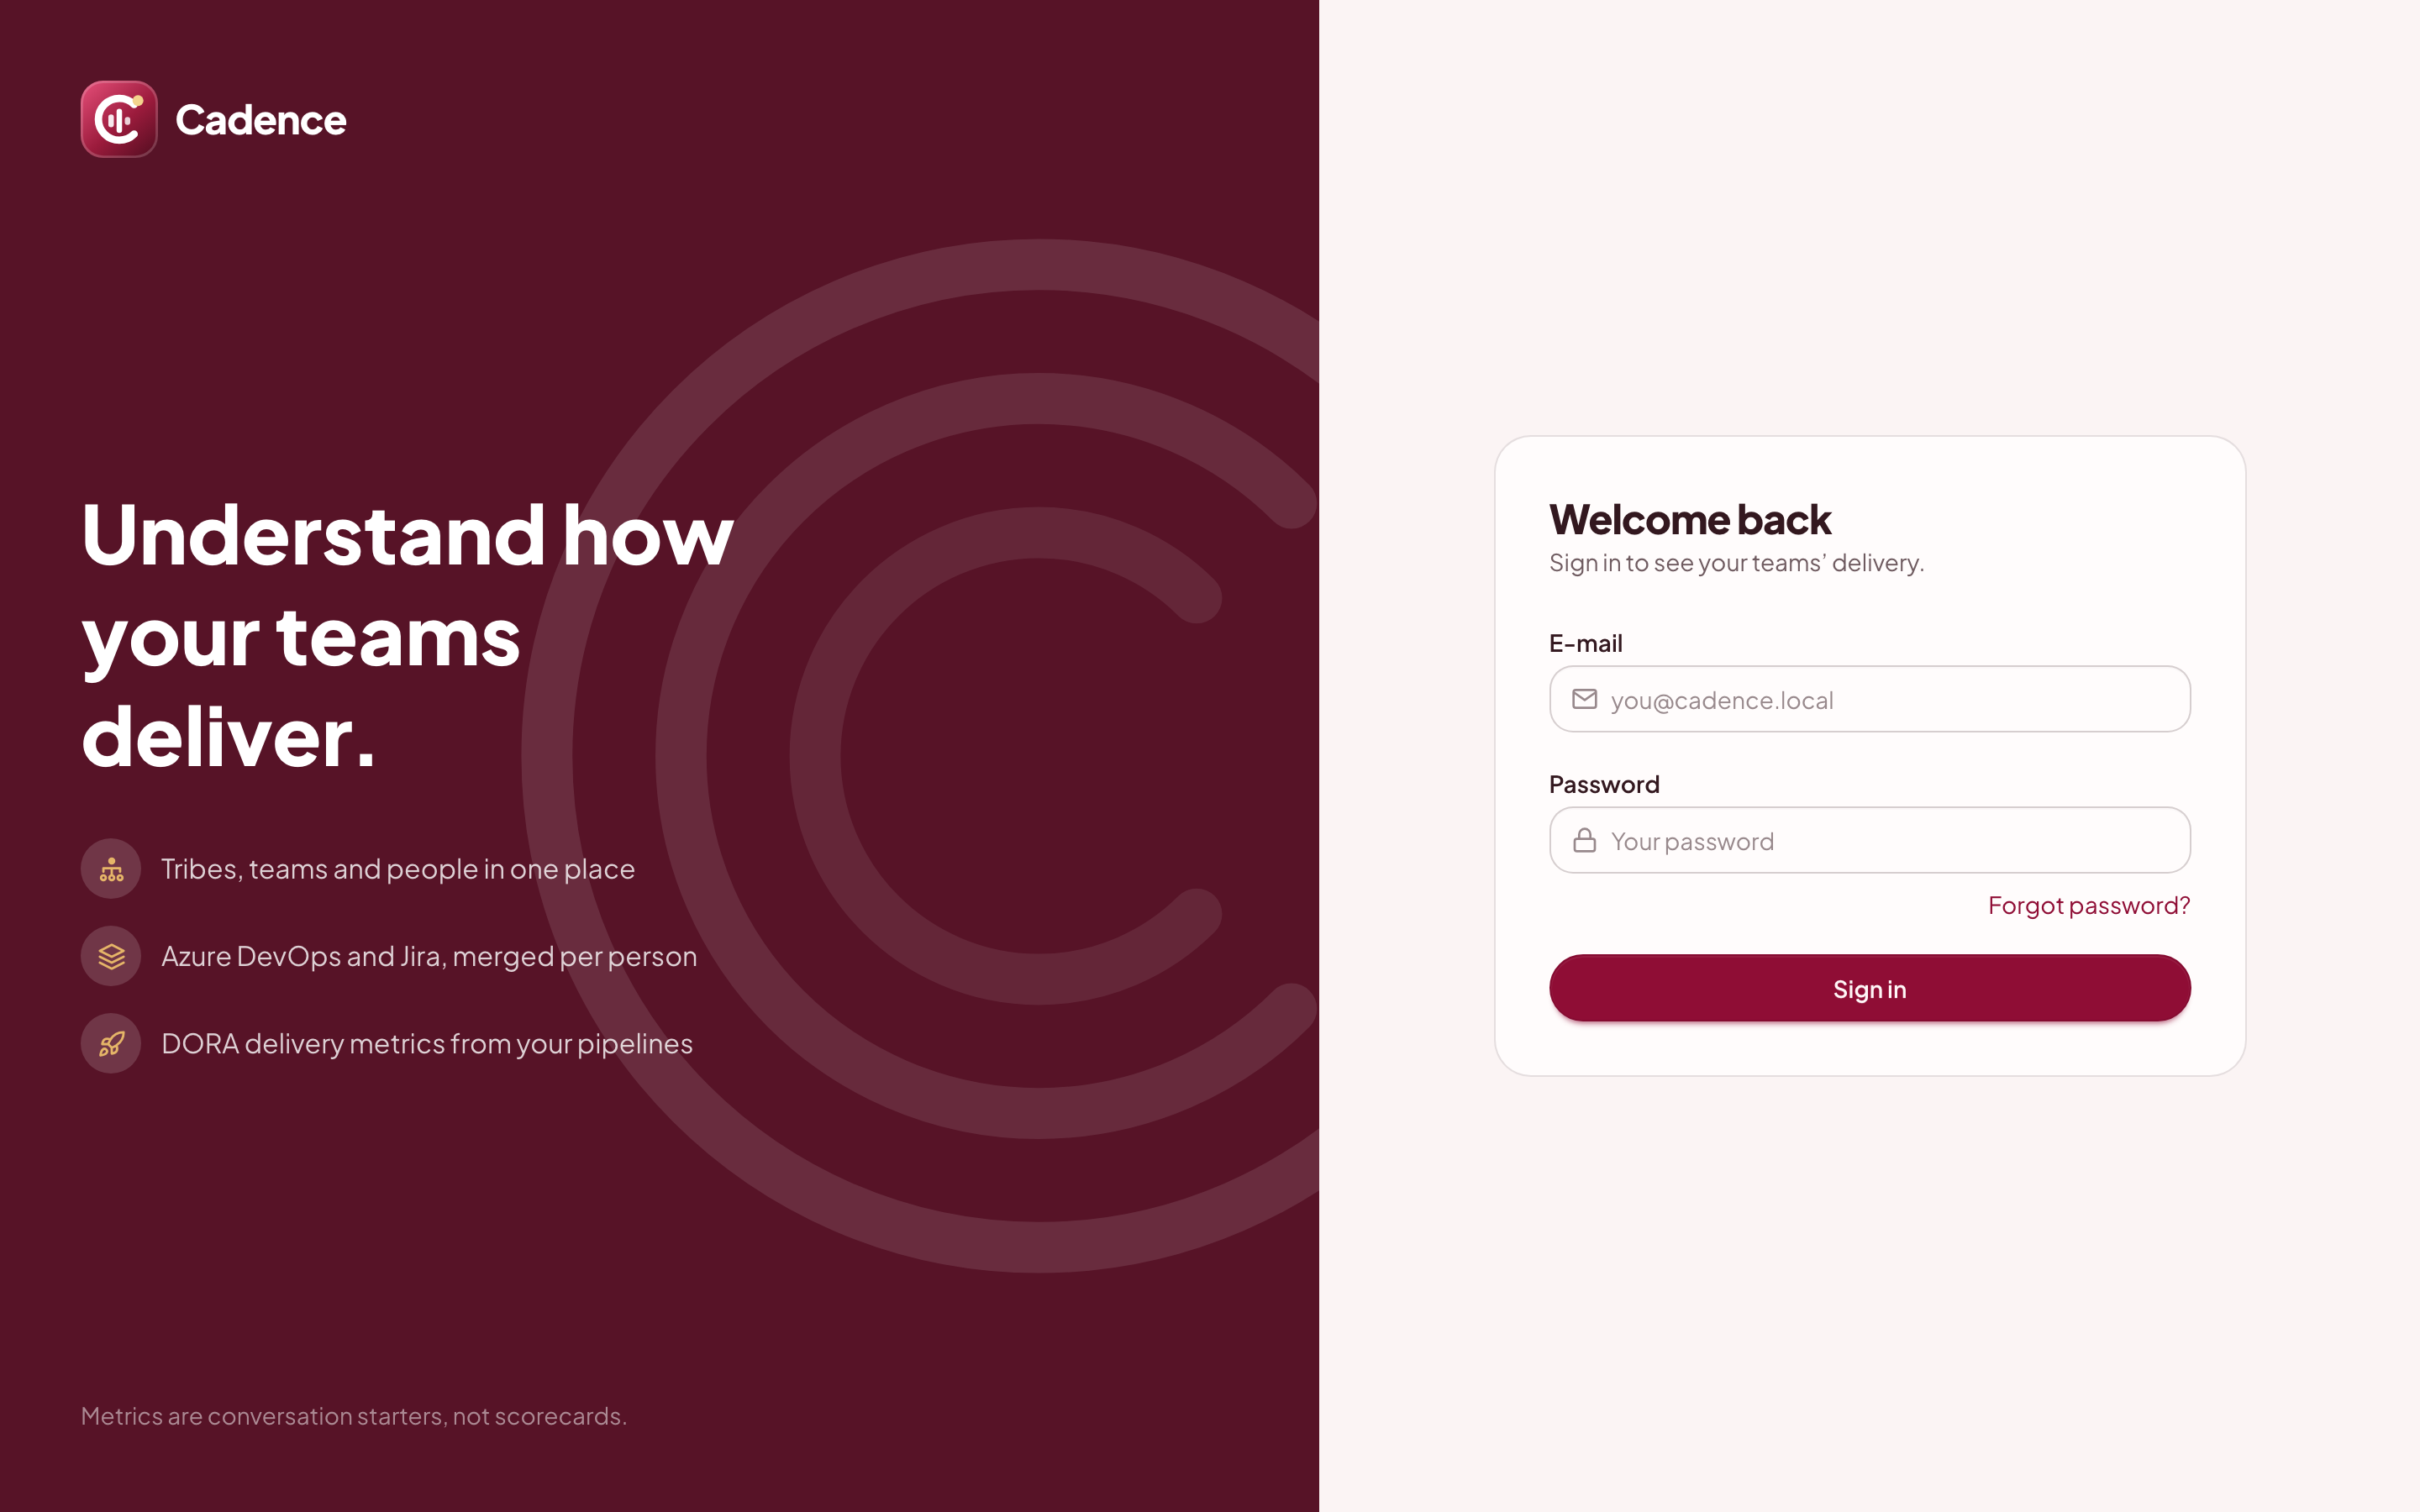 Cadence
Understand how
your teams
deliver.
Tribes, teams and people in one place
Azure DevOps and Jira, merged per person
DORA delivery metrics from your pipelines
Metrics are conversation starters, not scorecards.
Welcome back
Sign in to see your teams’ delivery.
E-mail
you@cadence.local
Password
Your password
Forgot password?
Sign in